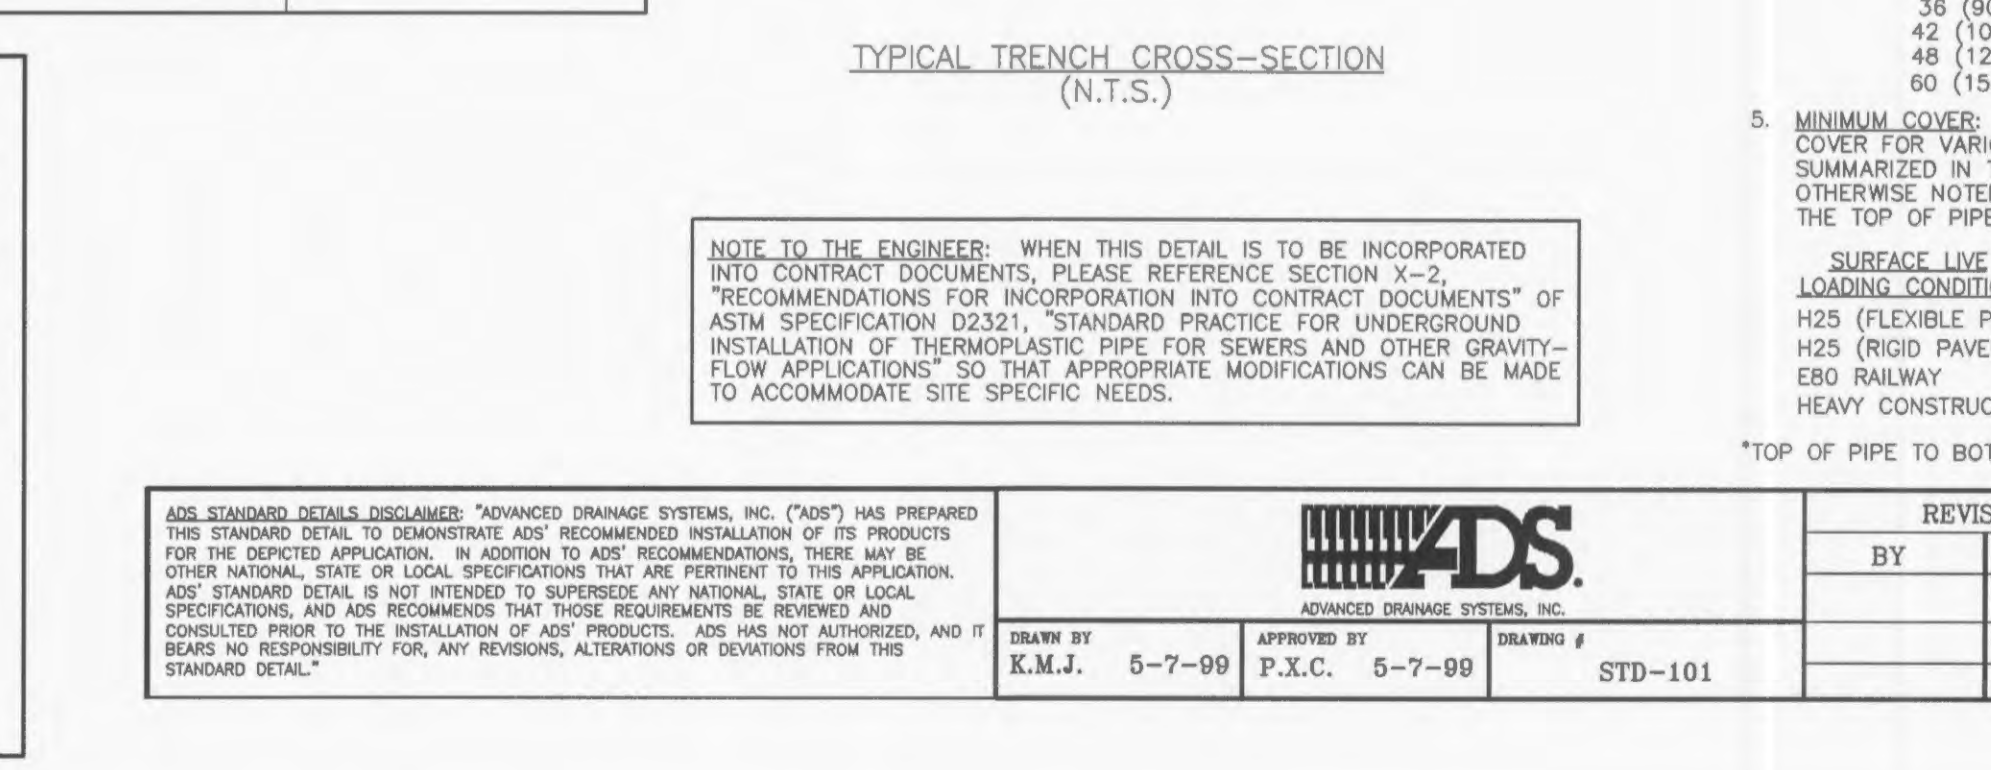 TYPICAL TRENCH CROSS-SECTION
(N.T.S.)
NOTE TO THE ENGINEER: WHEN THIS DETAIL IS TO BE INCORPORATED
INTO CONTRACT DOCUMENTS, PLEASE REFERENCE SECTION X-2,
"RECOMMENDATIONS FOR INCORPORATION INTO CONTRACT DOCUMENTS" OF
ASTM SPECIFICATION D2321, "STANDARD PRACTICE FOR UNDERGROUND
INSTALLATION OF THERMOPLASTIC PIPE FOR SEWERS AND OTHER GRAVITY-
FLOW APPLICATIONS" SO THAT APPROPRIATE MODIFICATIONS CAN BE MADE
TO ACCOMMODATE SITE SPECIFIC NEEDS.
36 (90
42 (10
48 (12
60 (15
5. MINIMUM COVER:
COVER FOR VARI
SUMMARIZED IN
OTHERWISE NOTE
THE TOP OF PIPE
SURFACE LIVE
LOADING CONDITI
H25 (FLEXIBLE P
H25 (RIGID PAVE
E80 RAILWAY
HEAVY CONSTRUC
*TOP OF PIPE TO BOT
ADS STANDARD DETAILS DISCLAIMER: "ADVANCED DRAINAGE SYSTEMS, INC. ("ADS") HAS PREPARED
THIS STANDARD DETAIL TO DEMONSTRATE ADS' RECOMMENDED INSTALLATION OF ITS PRODUCTS
FOR THE DEPICTED APPLICATION. IN ADDITION TO ADS' RECOMMENDATIONS, THERE MAY BE
OTHER NATIONAL, STATE OR LOCAL SPECIFICATIONS THAT ARE PERTINENT TO THIS APPLICATION.
ADS' STANDARD DETAIL IS NOT INTENDED TO SUPERSEDE ANY NATIONAL, STATE OR LOCAL
SPECIFICATIONS, AND ADS RECOMMENDS THAT THOSE REQUIREMENTS BE REVIEWED AND
CONSULTED PRIOR TO THE INSTALLATION OF ADS' PRODUCTS. ADS HAS NOT AUTHORIZED, AND IT
BEARS NO RESPONSIBILITY FOR, ANY REVISIONS, ALTERATIONS OR DEVIATIONS FROM THIS
STANDARD DETAIL."
ADS.
ADVANCED DRAINAGE SYSTEMS, INC.
DRAWN BY
K.M.J. 5-7-99
APPROVED BY
P.X.C. 5-7-99
DRAWING #
STD-101
REVIS
BY